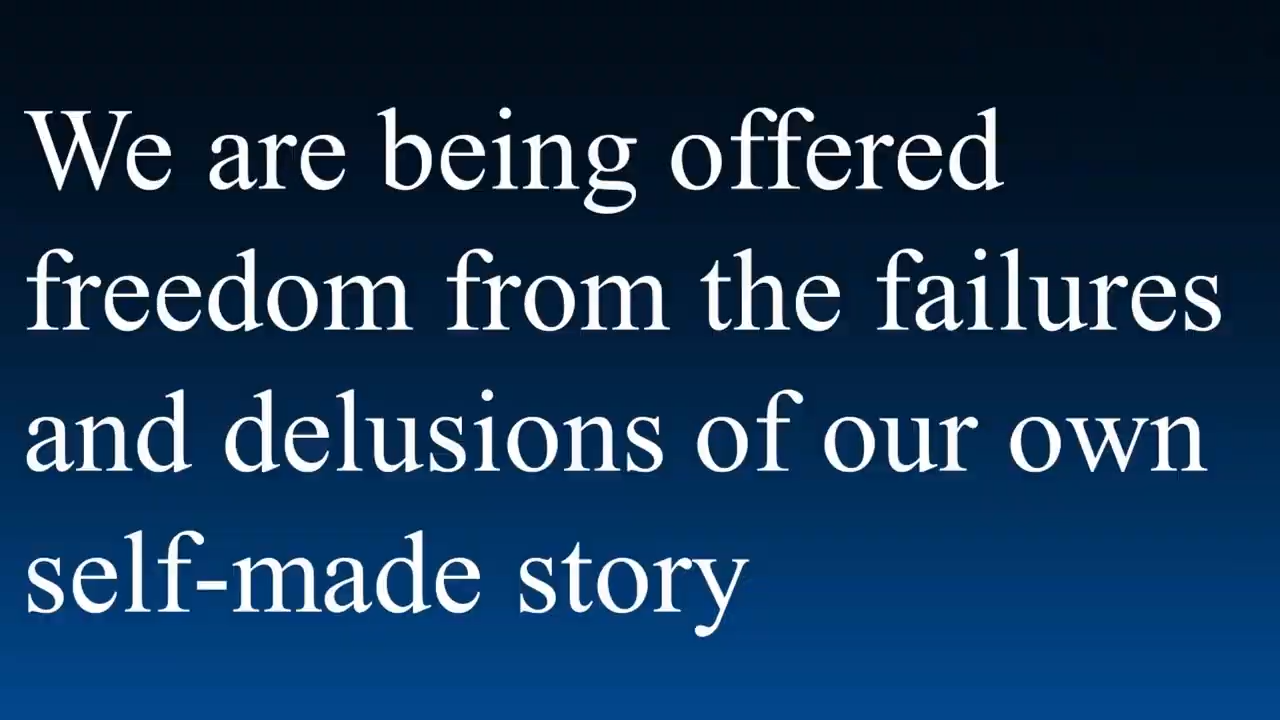 We are being offered
freedom from the failures
and delusions of our own
self-made story